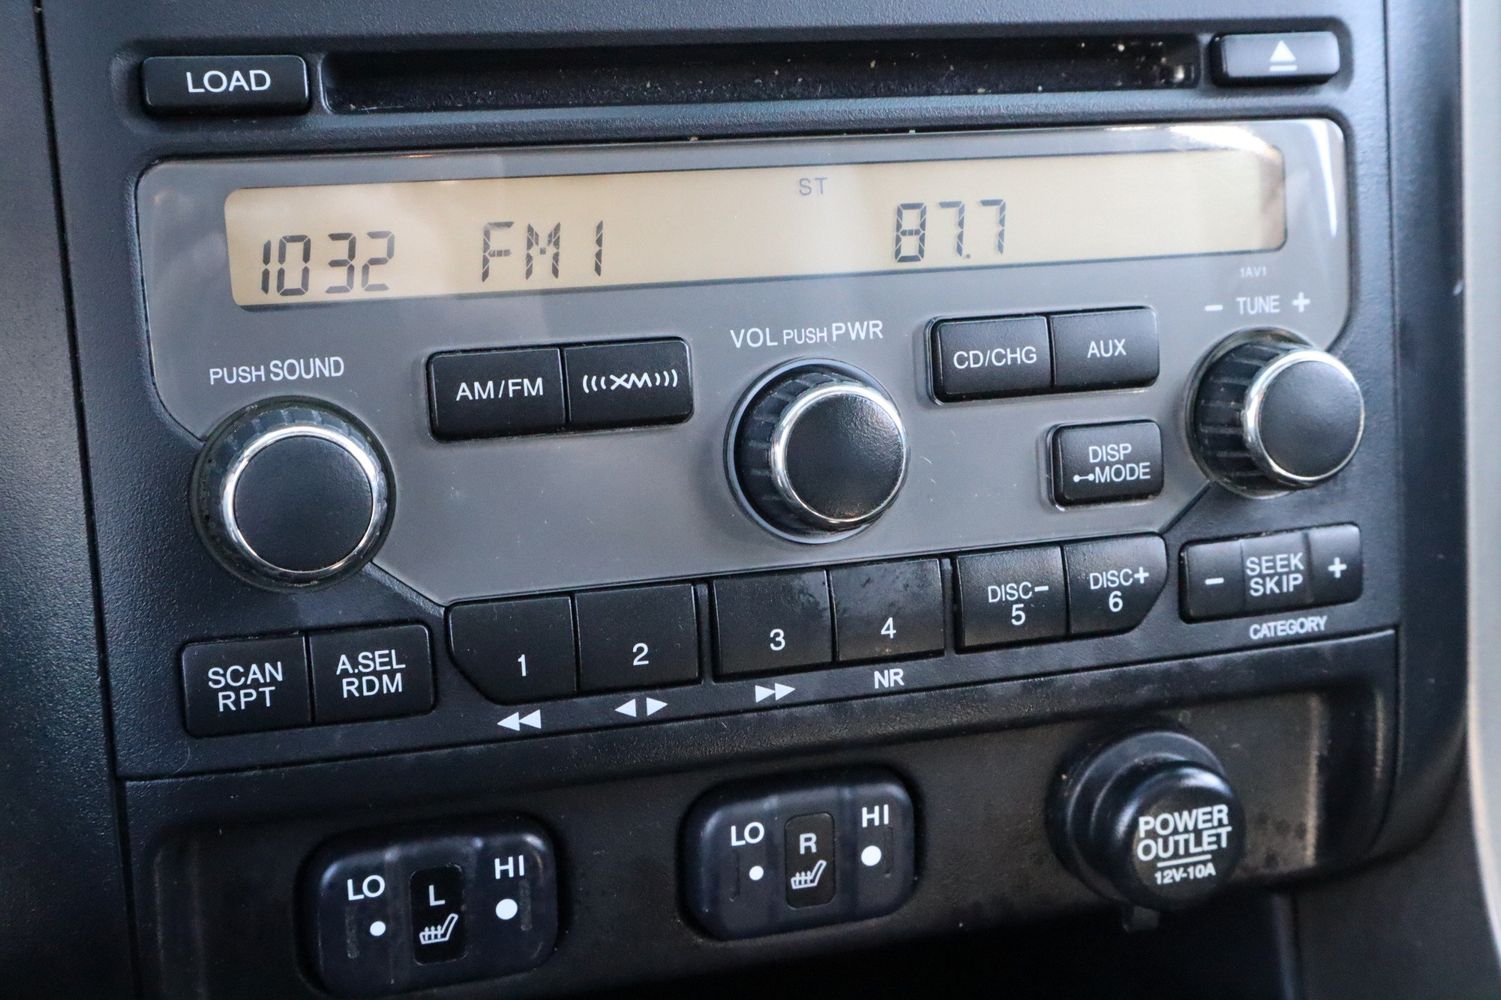 LOAD
ST
1032 FM1 87.7
1AV1
- TUNE +
VOL PUSH PWR
PUSH SOUND
AM/FM
(((XM)))
CD/CHG
AUX
DISP
MODE
SCAN
RPT
A.SEL
RDM
1
2
3
4
NR
DISC-
5
DISC+
6
- SEEK +
SKIP
CATEGORY
LO L HI
LO R HI
POWER
OUTLET
12V-10A